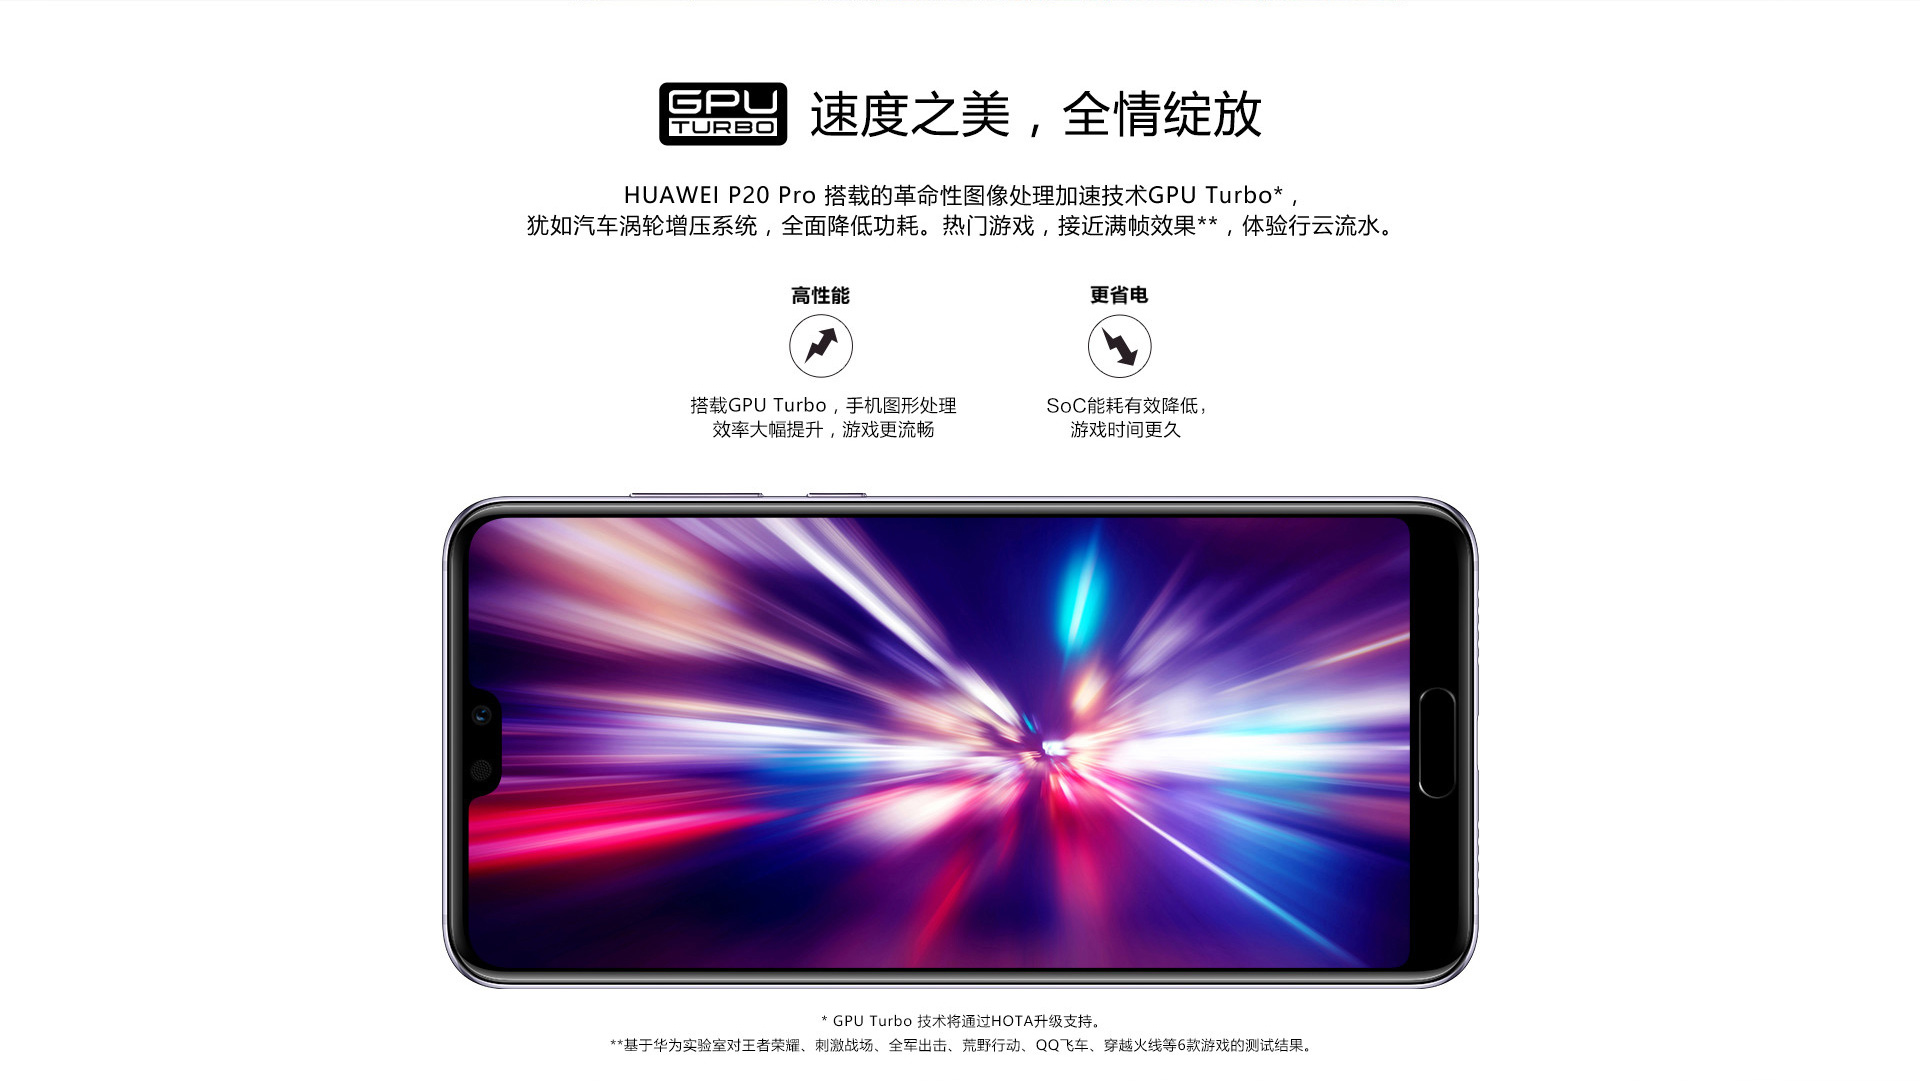 GPU
TURBO
速度之美，全情绽放
HUAWEI P20 Pro 搭载的革命性图像处理加速技术GPU Turbo*，
犹如汽车涡轮增压系统，全面降低功耗。热门游戏，接近满帧效果**，体验行云流水。
高性能
搭载GPU Turbo，手机图形处理
效率大幅提升，游戏更流畅
更省电
SoC能耗有效降低，
游戏时间更久
* GPU Turbo 技术将通过HOTA升级支持。
**基于华为实验室对王者荣耀、刺激战场、全军出击、荒野行动、QQ飞车、穿越火线等6款游戏的测试结果。